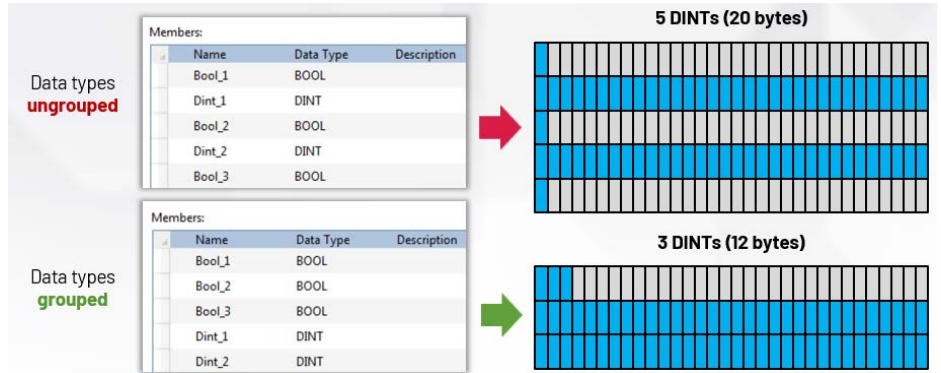 5 DINTs (20 bytes)
Members:
Name Data Type Description
Bool_1 BOOL
Dint_1 DINT
Bool_2 BOOL
Dint_2 DINT
Bool_3 BOOL
Data types
ungrouped
3 DINTs (12 bytes)
Members:
Name Data Type Description
Bool_1 BOOL
Bool_2 BOOL
Bool_3 BOOL
Dint_1 DINT
Dint_2 DINT
Data types
grouped